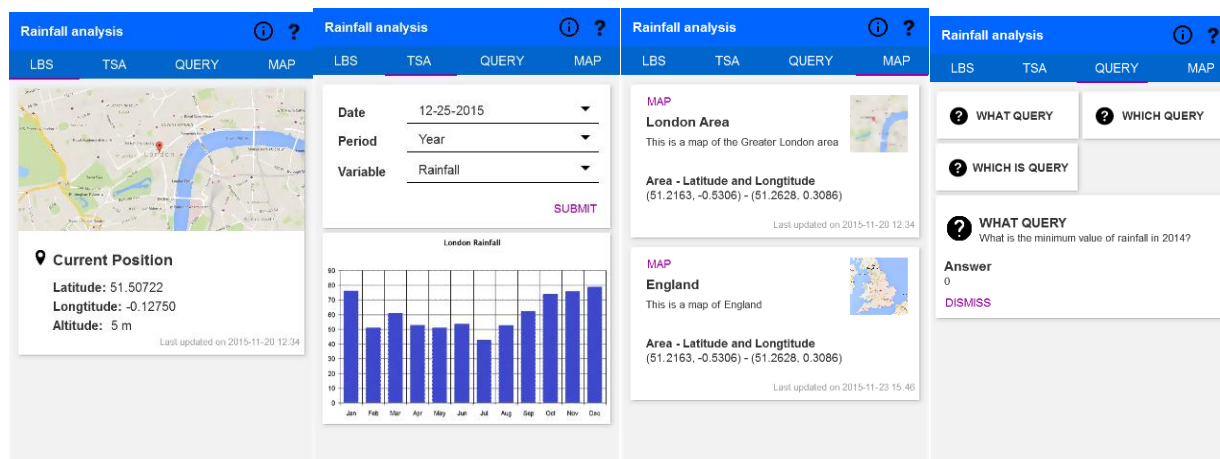 Rainfall analysis
LBS TSA QUERY MAP
London
Current Position
Latitude: 51.50722
Longtitude: -0.12750
Altitude: 5 m
Last updated on 2015-11-20 12:34
Rainfall analysis
LBS TSA QUERY MAP
Date 12-25-2015
Period Year
Variable Rainfall
SUBMIT
London Rainfall
90
80
70
60
50
40
30
20
10
0
Jan Feb Mar Apr May Jun Jul Aug Sep Oct Nov Dec
Rainfall analysis
LBS TSA QUERY MAP
MAP
London Area
This is a map of the Greater London area
Area - Latitude and Longtitude
(51.2163, -0.5306) - (51.2628, 0.3086)
Last updated on 2015-11-20 12.34
MAP
England
This is a map of England
Area - Latitude and Longtitude
(51.2163, -0.5306) - (51.2628, 0.3086)
Last updated on 2015-11-23 15.46
Rainfall analysis
LBS TSA QUERY MAP
WHAT QUERY
WHICH QUERY
WHICH IS QUERY
WHAT QUERY
What is the minimum value of rainfall in 2014?
Answer
0
DISMISS